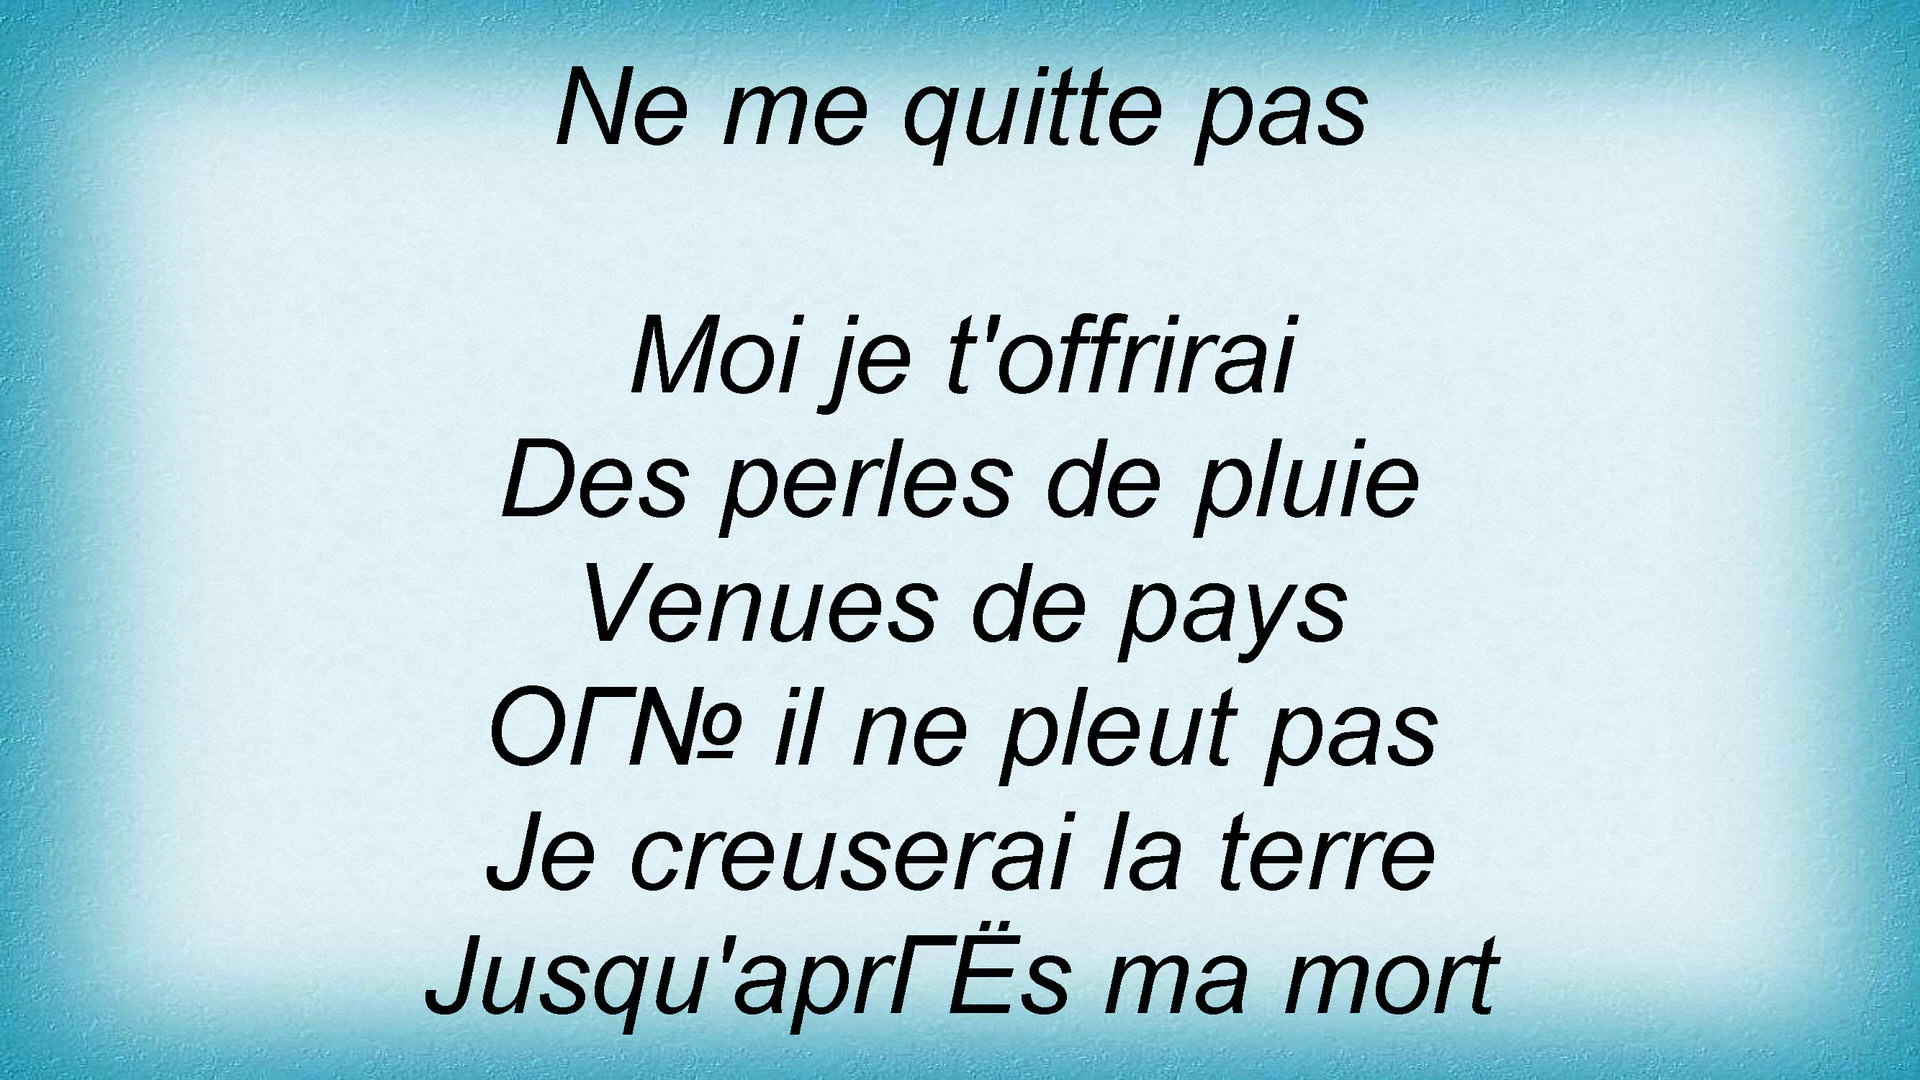 Ne me quitte pas
Moi je t'offrirai
Des perles de pluie
Venues de pays
OГ№ il ne pleut pas
Je creuserai la terre
Jusqu'aprГЁs ma mort